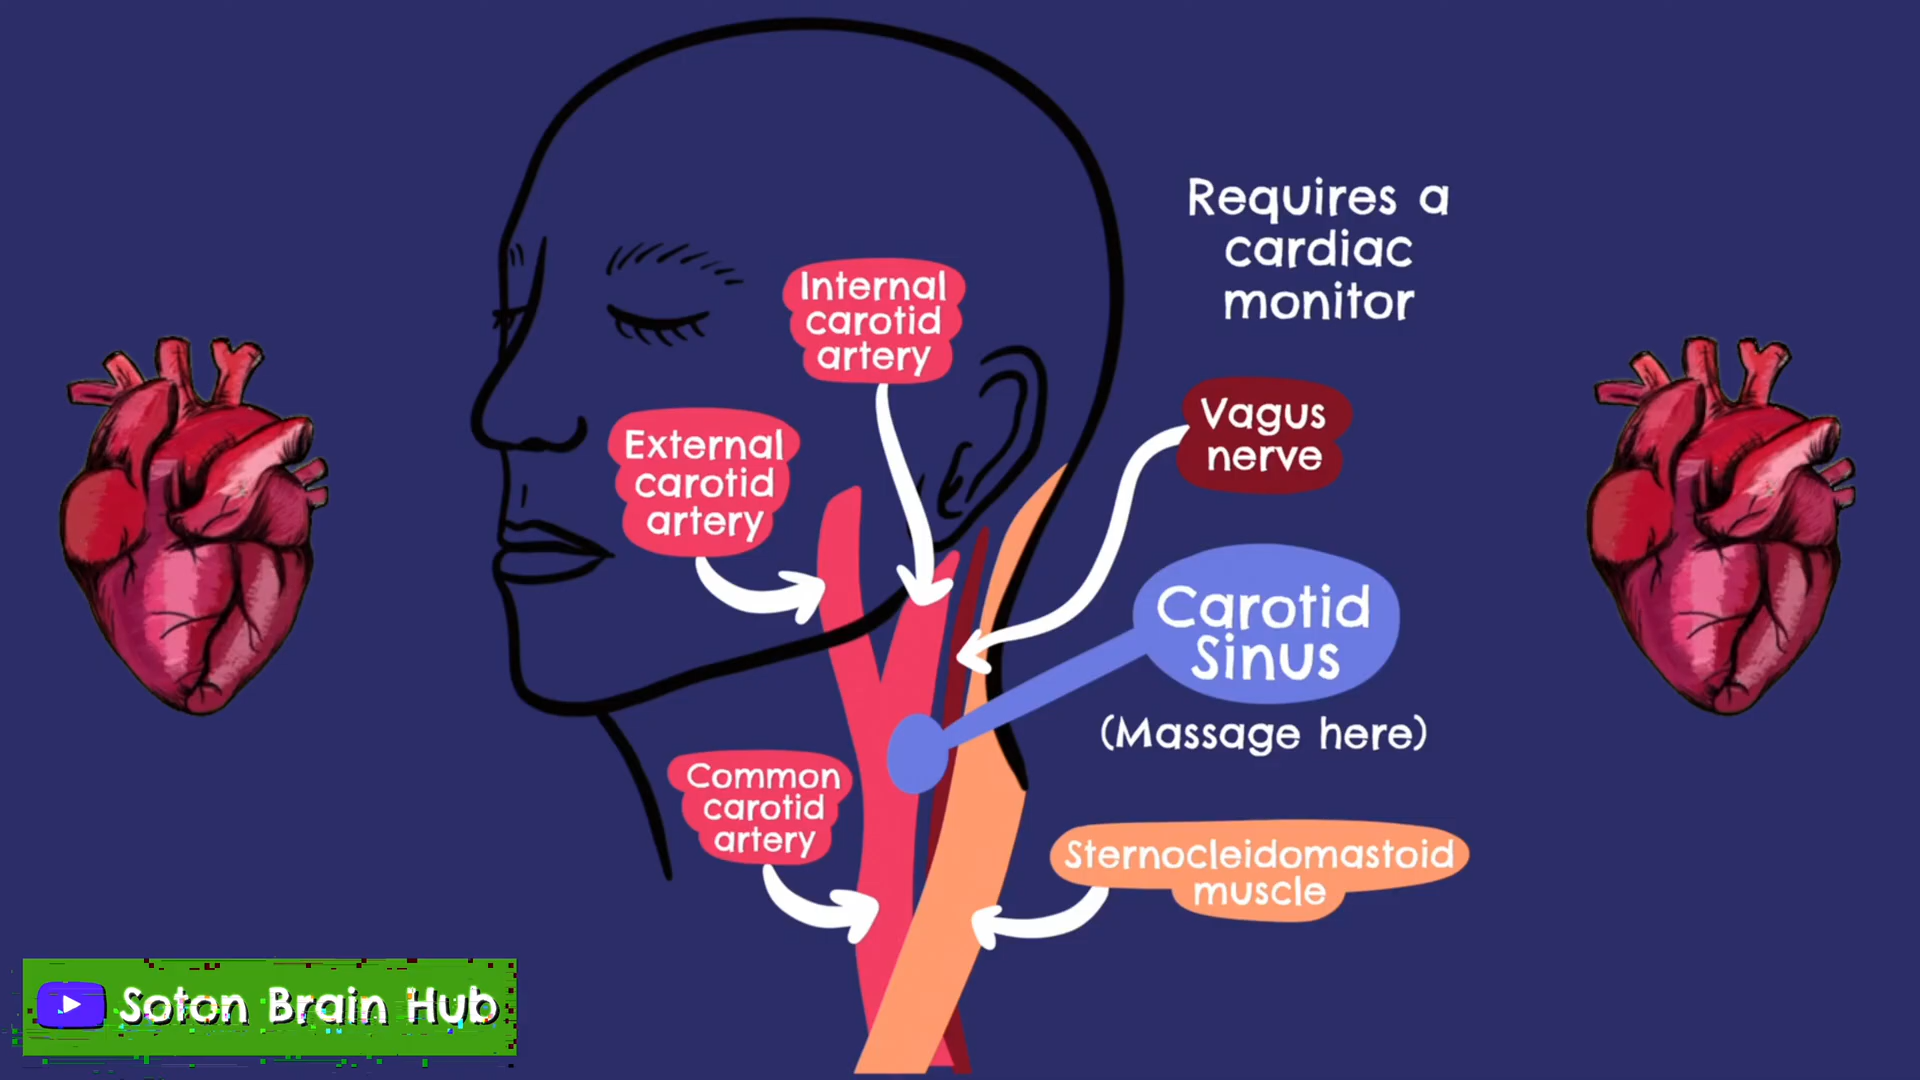 Requires a
cardiac
monitor
Internal
carotid
artery
External
carotid
artery
Vagus
nerve
Carotid
Sinus
(Massage here)
Common
carotid
artery
Sternocleidomastoid
muscle
Soton Brain Hub